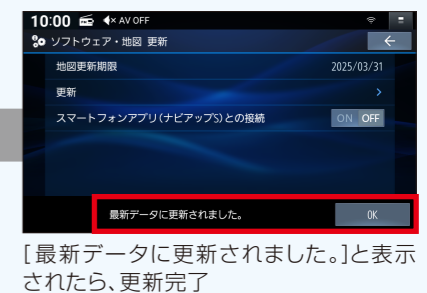 10:00 × AV OFF
ソフトウェア・地図 更新
地図更新期限 2025/03/31
更新
スマートフォンアプリ(ナビアップS)との接続 ON OFF
最新データに更新されました。 OK
[最新データに更新されました。]と表示
されたら、更新完了